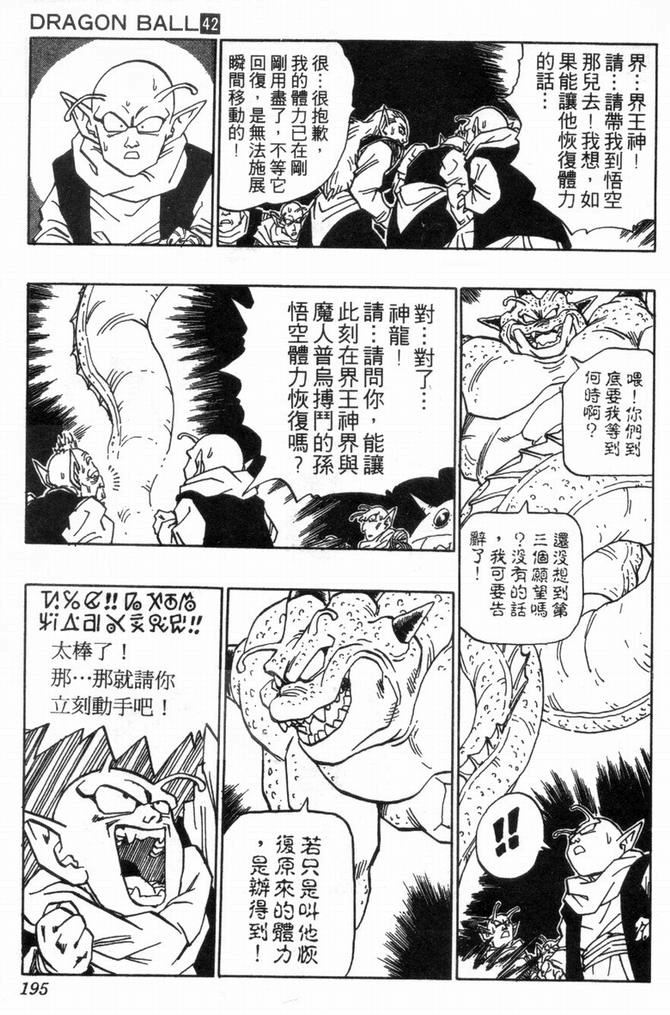 DRAGON BALL 42
界…界王神！
請…請帶我到悟空
那兒去！我想，如
果能讓他恢復體力
的話…
很…很抱歉，
我的體力已在剛
剛用盡了，不等它
回復，是無法施展
瞬間移動的！
喂！你們到
底要我等到
何時啊？
還沒想到第
三個願望嗎
？沒有的話
，我可要告
辭了！
對…對了…
神龍！
請…請問你，能讓
此刻在界王神界與
魔人普烏搏鬥的孫
悟空體力恢復嗎？
!!
若只是叫他恢
復原來的體力
，是辦得到！
太棒了！
那…那就請你
立刻動手吧！
195